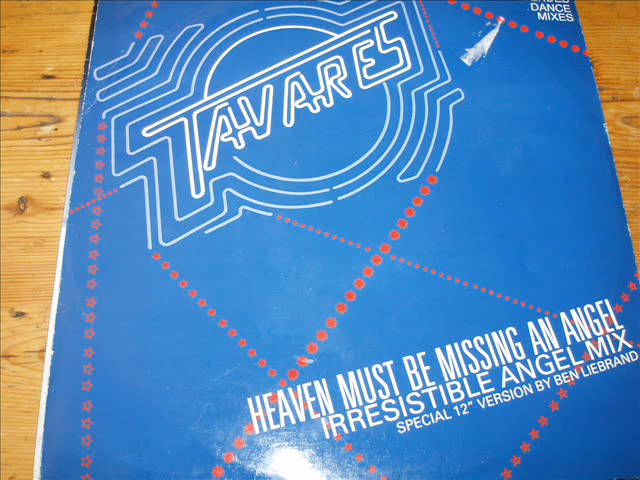 DANCE
MIXES
TAVARES
HEAVEN MUST BE MISSING AN ANGEL
IRRESISTIBLE ANGEL MIX
SPECIAL 12" VERSION BY BEN LIEBRAND